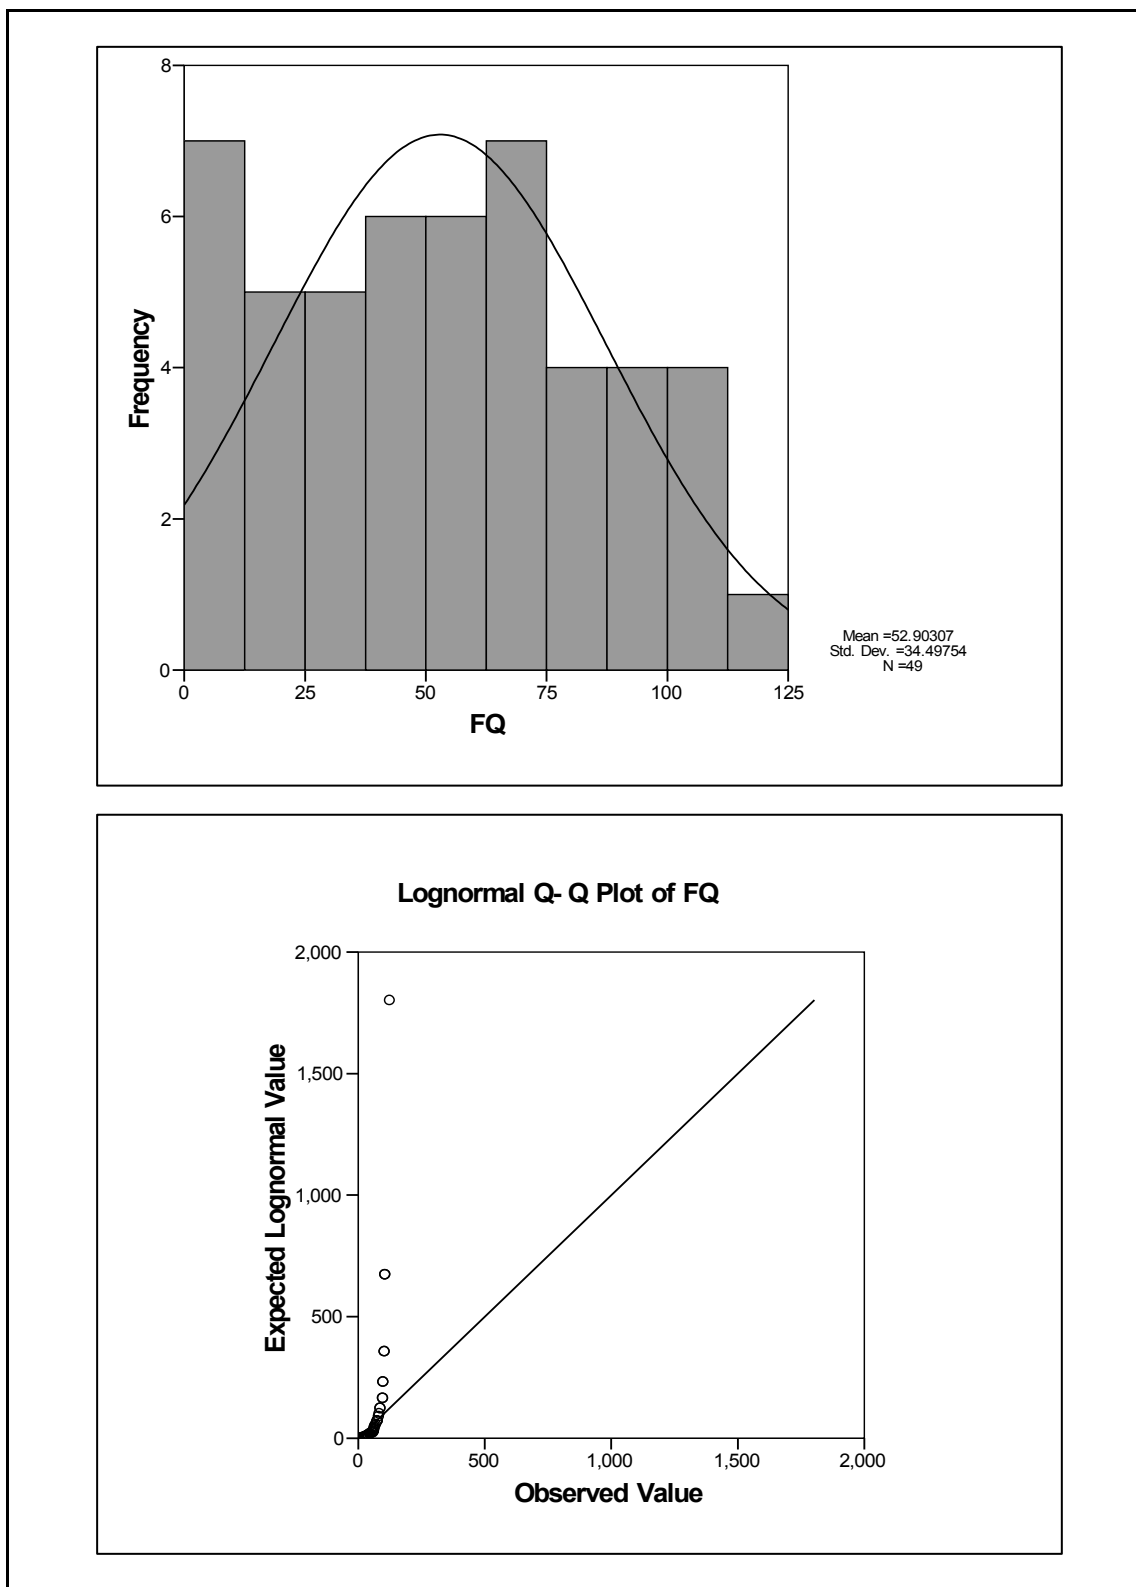 8
6
4
2
0
Frequency
0 25 50 75 100 125
FQ
Mean =52.90307
Std. Dev. =34.49754
N =49
Lognormal Q- Q Plot of FQ
2,000
1,500
1,000
500
0
Expected Lognormal Value
0 500 1,000 1,500 2,000
Observed Value